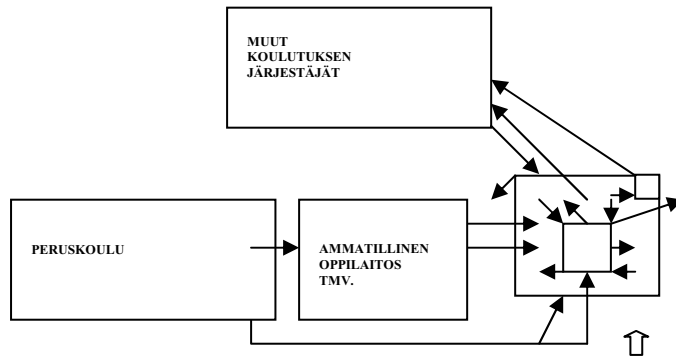 MUUT
KOULUTUKSEN
JÄRJESTÄJÄT
PERUSKOULU
AMMATILLINEN
OPPILAITOS
TMV.